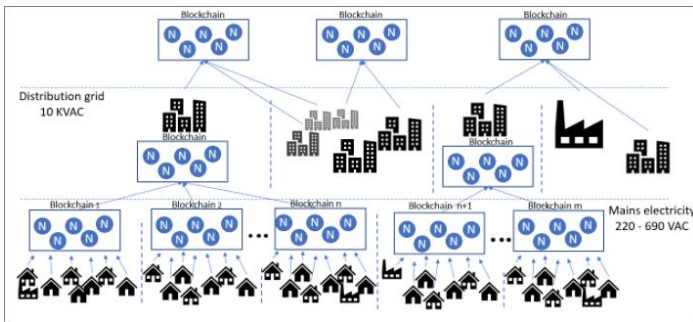 Blockchain
N N N N N
Blockchain
N N N N N
Blockchain
N N N N N
Distribution grid
10 KVAC
Blockchain
N N N N N
Blockchain
N N N N N
Blockchain 1
N N N N N
Blockchain 2
N N N N N
...
Blockchain n
N N N N N
Blockchain n+1
N N N N N
...
Blockchain m
N N N N N
Mains electricity
220 - 690 VAC